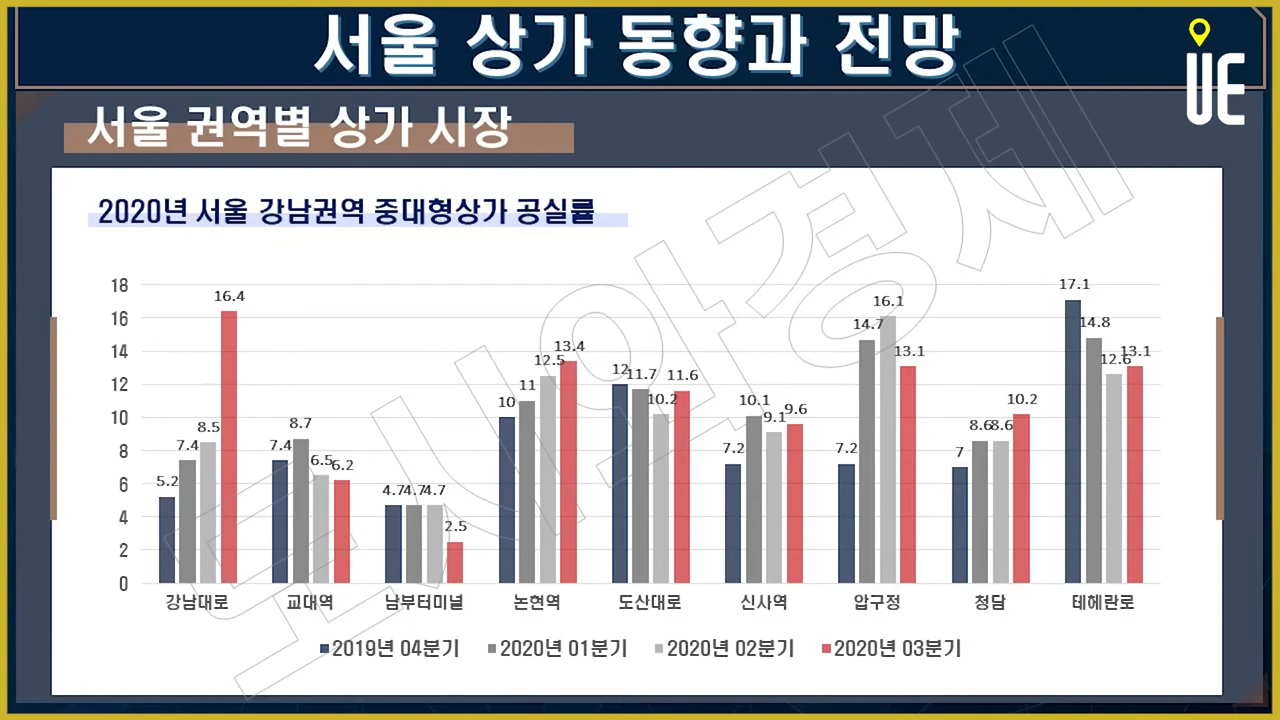 서울 상가 동향과 전망
UE
서울 권역별 상가 시장
2020년 서울 강남권역 중대형상가 공실률
18
16
14
12
10
8
6
4
2
0
5.2 7.4 8.5 16.4
7.4 8.7 6.5 6.2
4.7 4.7 4.7 2.5
10 11 12.5 13.4
12 11.7 10.2 11.6
7.2 10.1 9.1 9.6
7.2 14.7 16.1 13.1
7 8.6 8.6 10.2
17.1 14.8 12.6 13.1
강남대로 교대역 남부터미널 논현역 도산대로 신사역 압구정 청담 테헤란로
2019년 04분기 2020년 01분기 2020년 02분기 2020년 03분기
도시와경제